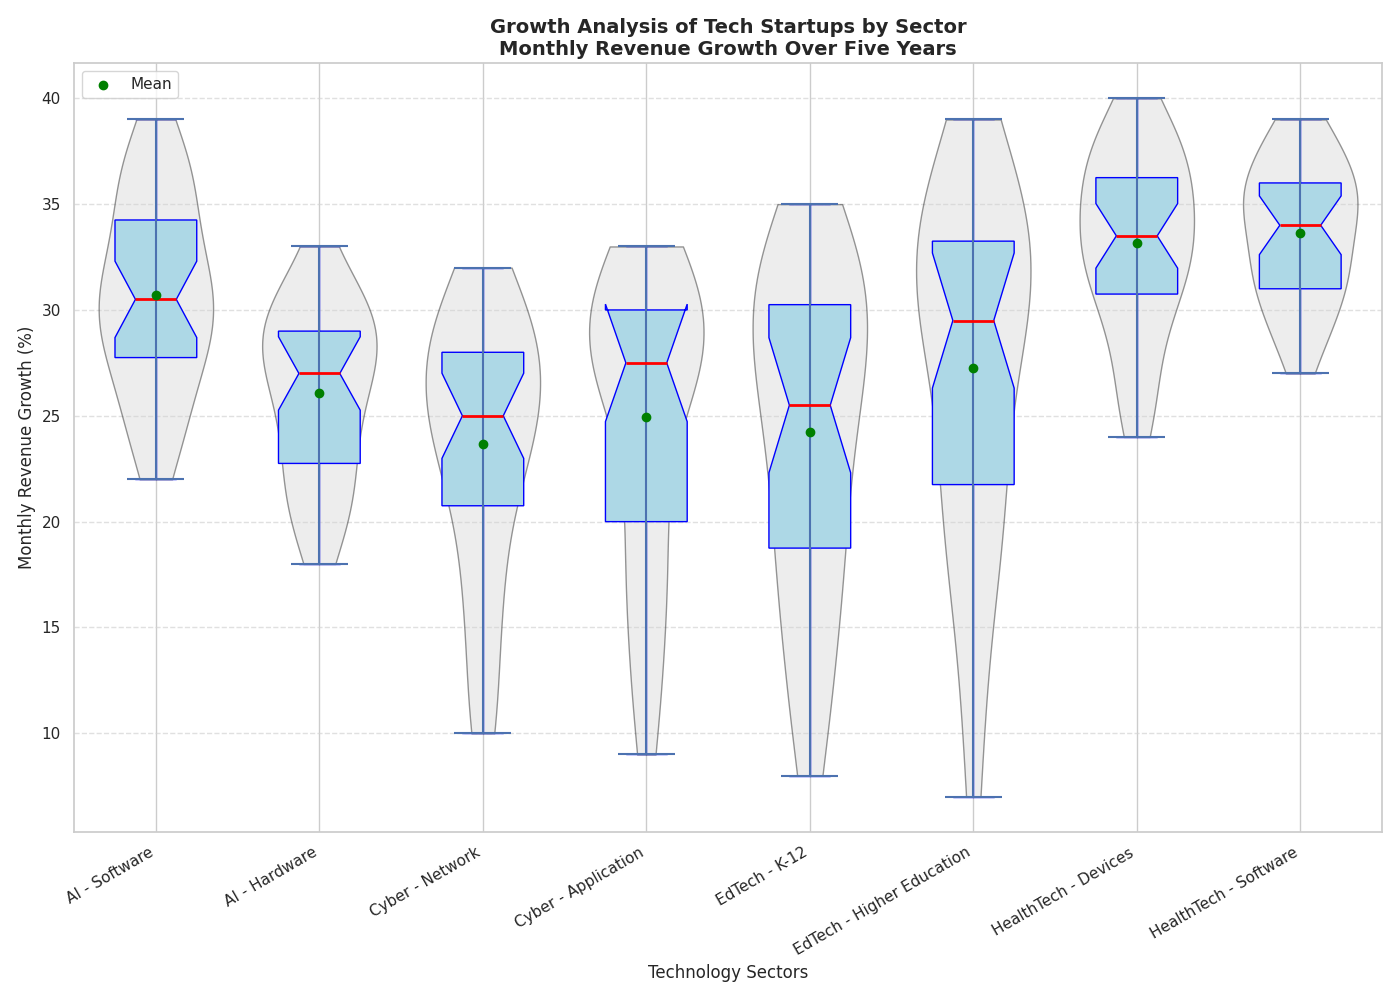 Growth Analysis of Tech Startups by Sector
Monthly Revenue Growth Over Five Years
Mean
Monthly Revenue Growth (%)
40
35
30
25
20
15
10
AI - Software
AI - Hardware
Cyber - Network
Cyber - Application
EdTech - K-12
EdTech - Higher Education
HealthTech - Devices
HealthTech - Software
Technology Sectors